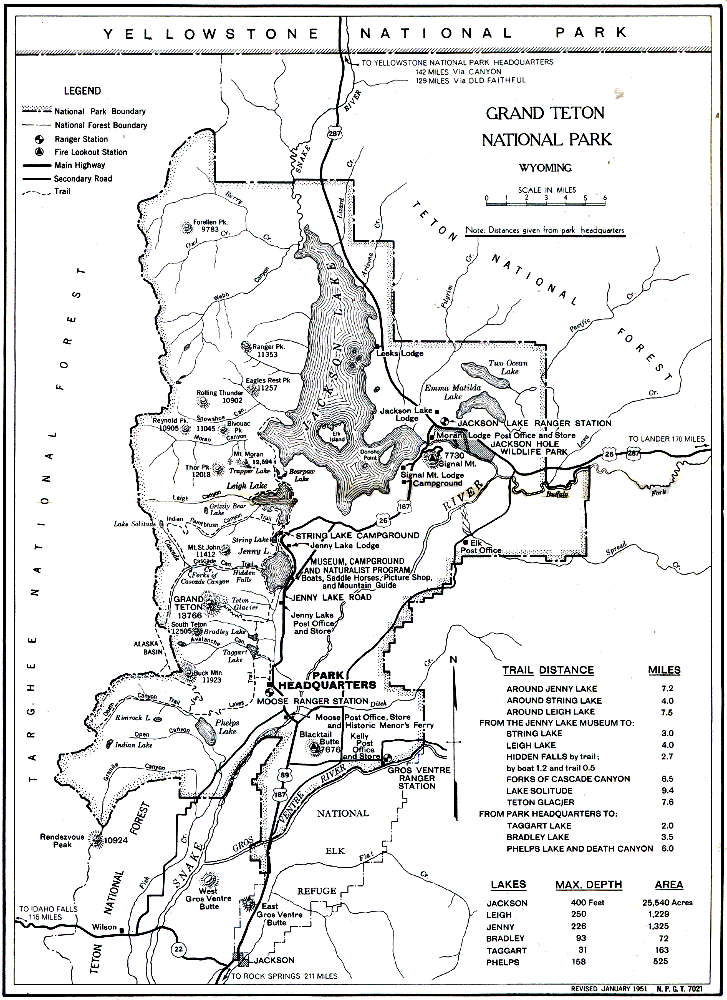 YELLOWSTONE NATIONAL PARK
TO YELLOWSTONE NATIONAL PARK HEADQUARTERS
142 MILES Via CANYON
129 MILES Via OLD FAITHFUL
LEGEND
National Park Boundary
National Forest Boundary
Ranger Station
Fire Lookout Station
Main Highway
Secondary Road
Trail
GRAND TETON
NATIONAL PARK
WYOMING
SCALE IN MILES
0 1 2 3 4 5 6
Note: Distances given from park headquarters
SNAKE RIVER
287
TETON NATIONAL FOREST
TARGHEE NATIONAL FOREST
Berry Cr.
Forellen Pk.
9783
Owl Cr.
Lizard Cr.
Arizona Cr.
Pilgrim Cr.
Pacific Cr.
Webb Canyon
JACKSON LAKE
Ranger Pk.
11353
Leeks Lodge
Two Ocean
Lake
Eagles Rest Pk.
11257
Emma Matilda
Lake
Rolling Thunder
10902
Jackson Lake
Lodge
JACKSON LAKE RANGER STATION
Snowshoe Can
Reynold Pk.
10905
Bivouac
Pk.
11045
Moran Canyon
Elk
Island
Moran
Lodge Post Office and Store
JACKSON HOLE
WILDLIFE PARK
TO LANDER 170 MILES
26 287
Mt. Moran
12,594
Trapper Lake
Thor Pk.
12018
Bearpaw
Lake
Donoho
Point
7730
Signal Mt.
Signal Mt. Lodge
Campground
Leigh Lake
Leigh Canyon
Grizzly Bear
Lake
Buffalo Fork
187
26
RIVER
Lake Solitude
Indian Paintbrush Canyon Trail
String Lake
STRING LAKE CAMPGROUND
Jenny Lake Lodge
Elk
Post Office
Spread Cr.
Mt. St. John
11412
Jenny L.
Cascade Can. Trail
Forks of
Cascade Canyon
Hidden
Falls
MUSEUM, CAMPGROUND
AND NATURALIST PROGRAM
Boats, Saddle Horses, Picture Shop,
and Mountain Guide
JENNY LAKE ROAD
GRAND
TETON
13766
Teton
Glacier
Jenny Lake
Post Office
and Store
South Teton
12505
Bradley Lake
Avalanche Can
Taggart
Lake
ALASKA
BASIN
Buck Mtn
11923
Trail
PARK
HEADQUARTERS
MOOSE RANGER STATION
Ditch
Canyon Trail
Rimrock L.
Phelps
Lake
Open Canyon
Indian Lake
Granite Canyon
Moose Post Office, Store
and Historic Menor's Ferry
Blacktail
Butte
7676
Kelly
Post
Office
and Store
GROS VENTRE
RANGER
STATION
N
89
187
GROS VENTRE RIVER
NATIONAL
ELK
REFUGE
Flat Cr.
Rendezvous
Peak
10924
TETON NATIONAL FOREST
Fish Cr.
SNAKE
West
Gros Ventre
Butte
East
Gros Ventre
Butte
TO IDAHO FALLS
115 MILES
Wilson
22
JACKSON
TO ROCK SPRINGS 211 MILES
TRAIL DISTANCE MILES
AROUND JENNY LAKE 7.2
AROUND STRING LAKE 4.0
AROUND LEIGH LAKE 7.5
FROM THE JENNY LAKE MUSEUM TO:
STRING LAKE 3.0
LEIGH LAKE 4.0
HIDDEN FALLS by trail; 2.7
by boat 1.2 and trail 0.5
FORKS OF CASCADE CANYON 6.5
LAKE SOLITUDE 9.4
TETON GLACIER 7.6
FROM PARK HEADQUARTERS TO:
TAGGART LAKE 2.0
BRADLEY LAKE 3.5
PHELPS LAKE AND DEATH CANYON 6.0
LAKES MAX. DEPTH AREA
JACKSON 400 Feet 25,540 Acres
LEIGH 250 1,229
JENNY 226 1,325
BRADLEY 93 72
TAGGART 31 163
PHELPS 158 525
REVISED JANUARY 1951 N. P. G. T. 7021